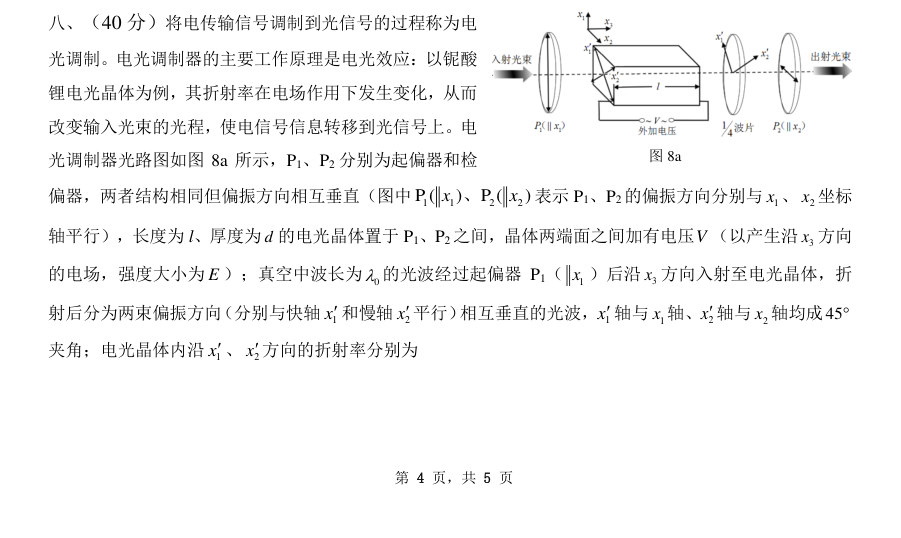 八、（40 分）将电传输信号调制到光信号的过程称为电
光调制。电光调制器的主要工作原理是电光效应：以铌酸
锂电光晶体为例，其折射率在电场作用下发生变化，从而
改变输入光束的光程，使电信号信息转移到光信号上。电
光调制器光路图如图 8a 所示，P₁、P₂ 分别为起偏器和检
偏器，两者结构相同但偏振方向相互垂直（图中 P₁(∥x₁)、P₂(∥x₂) 表示 P₁、P₂ 的偏振方向分别与 x₁ 、 x₂ 坐标
轴平行），长度为 l、厚度为 d 的电光晶体置于 P₁、P₂ 之间，晶体两端面之间加有电压V （以产生沿 x₃ 方向
的电场，强度大小为 E ）；真空中波长为 λ₀ 的光波经过起偏器 P₁（ ∥x₁ ）后沿 x₃ 方向入射至电光晶体，折
射后分为两束偏振方向（分别与快轴 x₁′ 和慢轴 x₂′ 平行）相互垂直的光波，x₁′ 轴与 x₁ 轴、x₂′ 轴与 x₂ 轴均成 45°
夹角；电光晶体内沿 x₁′ 、 x₂′ 方向的折射率分别为
x₁
x₃
x₂
x₁′
x₂′
x₁′
x₂′
入射光束
出射光束
l
~ V ~
外加电压
P₁(∥x₁)
1/4 波片
P₂(∥x₂)
图 8a
第 4 页，共 5 页